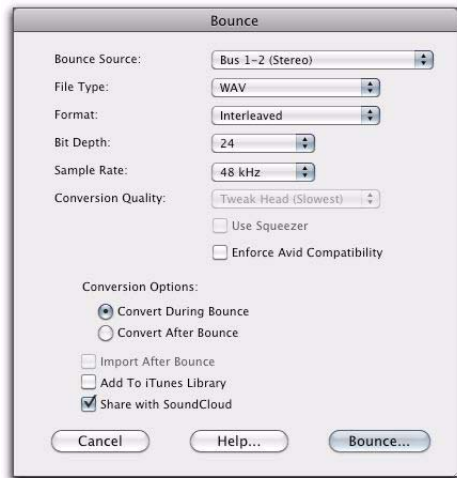 Bounce
Bounce Source: Bus 1-2 (Stereo)
File Type: WAV
Format: Interleaved
Bit Depth: 24
Sample Rate: 48 kHz
Conversion Quality: Tweak Head (Slowest)
Use Squeezer
Enforce Avid Compatibility
Conversion Options:
Convert During Bounce
Convert After Bounce
Import After Bounce
Add To iTunes Library
Share with SoundCloud
Cancel Help... Bounce...